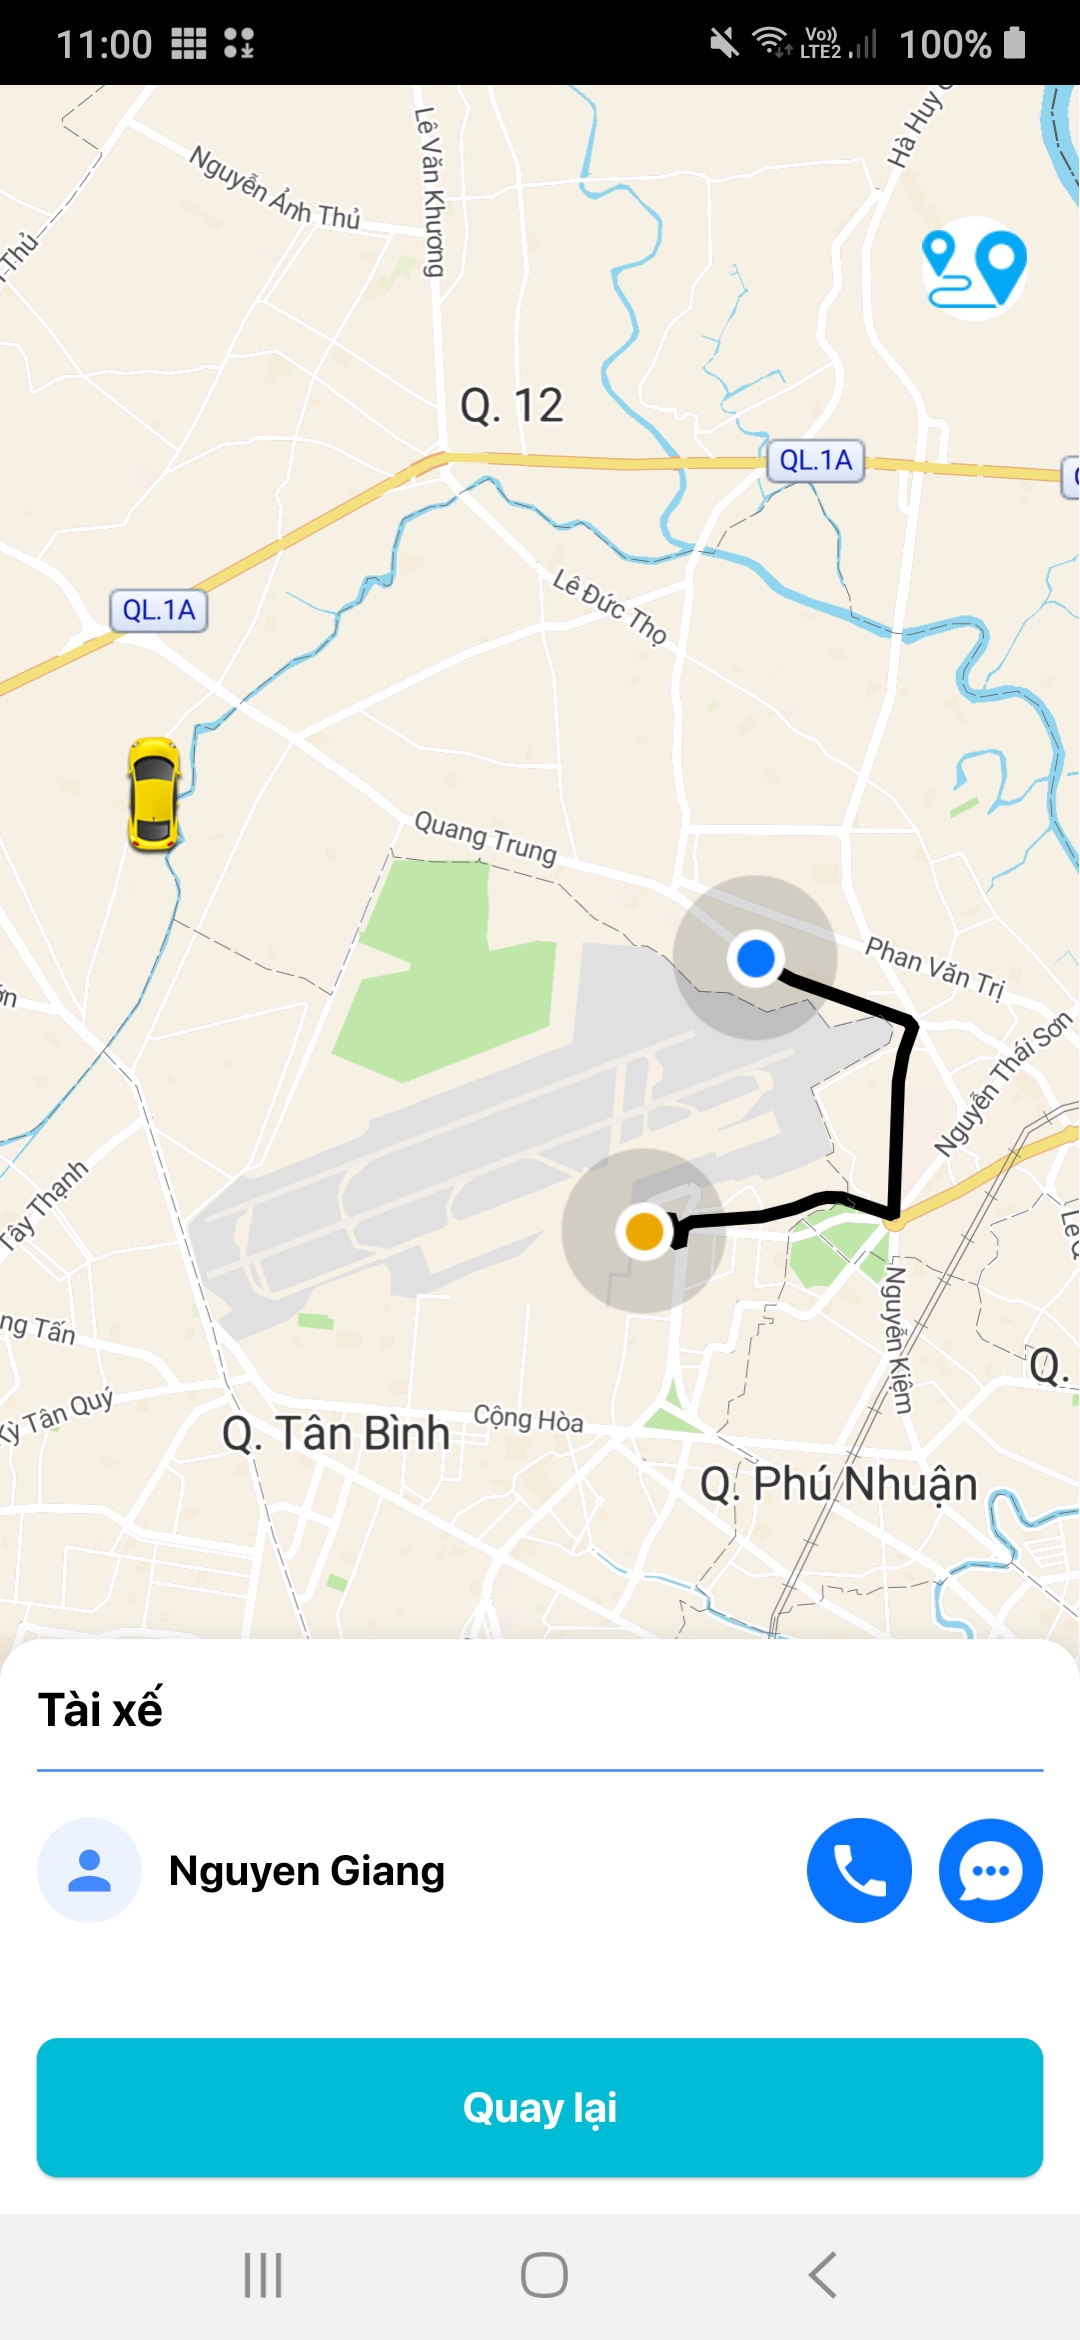 11:00
Vo))
LTE2
100%
Hà Huy
Lê Văn Khương
Nguyễn Ảnh Thủ
Thủ
Q. 12
QL.1A
QL.1A
Lê Đức Thọ
Quang Trung
Phan Văn Trị
Nguyễn Thái Sơn
Tây Thạnh
Nguyễn Kiệm
ng Tấn
Q.
Kỳ Tân Quý
Q. Tân Bình
Cộng Hòa
Q. Phú Nhuận
Tài xế
Nguyen Giang
Quay lại